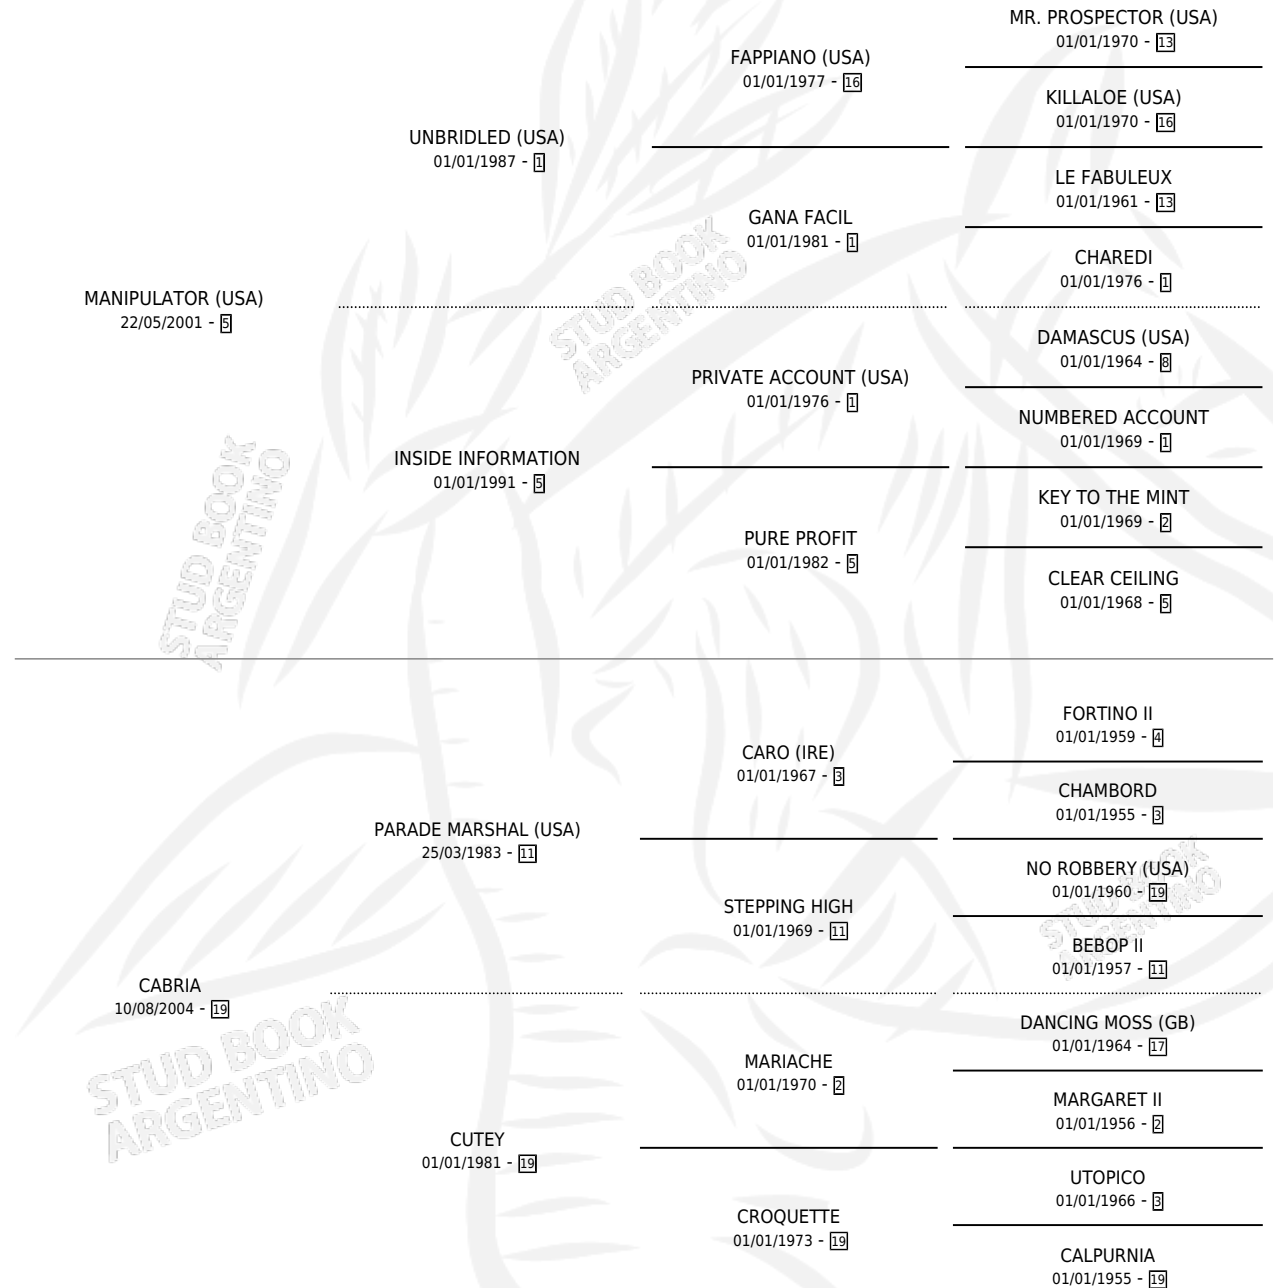 MR. PROSPECTOR (USA)
01/01/1970 - 13
FAPPIANO (USA)
01/01/1977 - 16
KILLALOE (USA)
01/01/1970 - 16
UNBRIDLED (USA)
01/01/1987 - 1
LE FABULEUX
01/01/1961 - 13
GANA FACIL
01/01/1981 - 1
CHAREDI
01/01/1976 - 1
MANIPULATOR (USA)
22/05/2001 - 5
DAMASCUS (USA)
01/01/1964 - 8
PRIVATE ACCOUNT (USA)
01/01/1976 - 1
NUMBERED ACCOUNT
01/01/1969 - 1
INSIDE INFORMATION
01/01/1991 - 5
KEY TO THE MINT
01/01/1969 - 2
PURE PROFIT
01/01/1982 - 5
CLEAR CEILING
01/01/1968 - 5
STUD BOOK
ARGENTINO
STUD BOOK
ARGENTINO
FORTINO II
01/01/1959 - 4
CARO (IRE)
01/01/1967 - 3
CHAMBORD
01/01/1955 - 3
PARADE MARSHAL (USA)
25/03/1983 - 11
NO ROBBERY (USA)
01/01/1960 - 19
STEPPING HIGH
01/01/1969 - 11
BEBOP II
01/01/1957 - 11
CABRIA
10/08/2004 - 19
DANCING MOSS (GB)
01/01/1964 - 17
MARIACHE
01/01/1970 - 2
MARGARET II
01/01/1956 - 2
CUTEY
01/01/1981 - 19
UTOPICO
01/01/1966 - 3
CROQUETTE
01/01/1973 - 19
CALPURNIA
01/01/1955 - 19
STUD BOOK
ARGENTINO
STUD BOOK
ARGENTINO